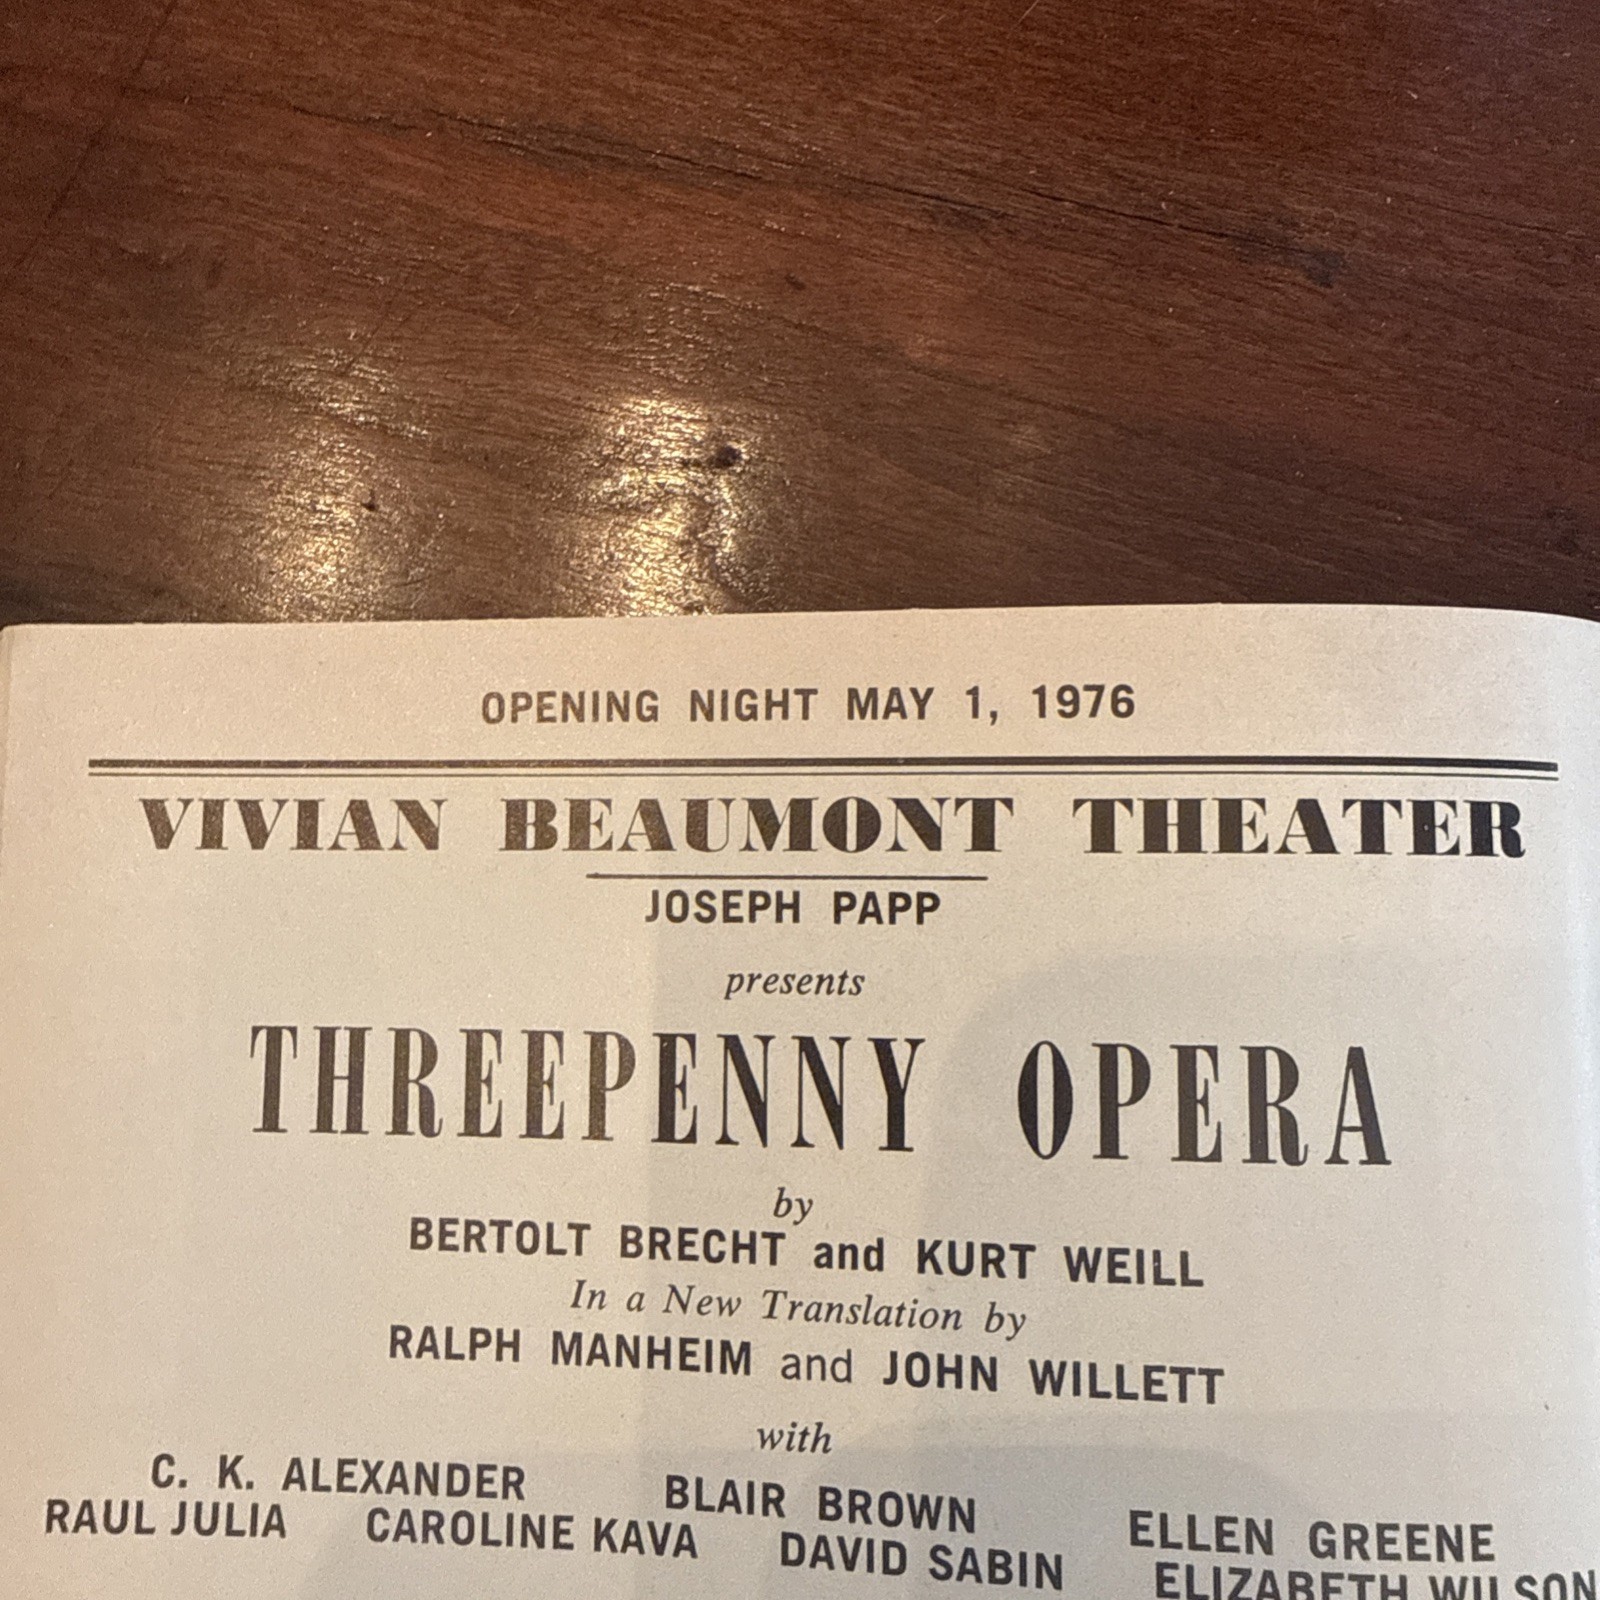 OPENING NIGHT MAY 1, 1976
VIVIAN BEAUMONT THEATER
JOSEPH PAPP
presents
THREEPENNY OPERA
by
BERTOLT BRECHT and KURT WEILL
In a New Translation by
RALPH MANHEIM and JOHN WILLETT
with
C. K. ALEXANDER BLAIR BROWN ELLEN GREENE
RAUL JULIA CAROLINE KAVA DAVID SABIN ELIZABETH WILSON